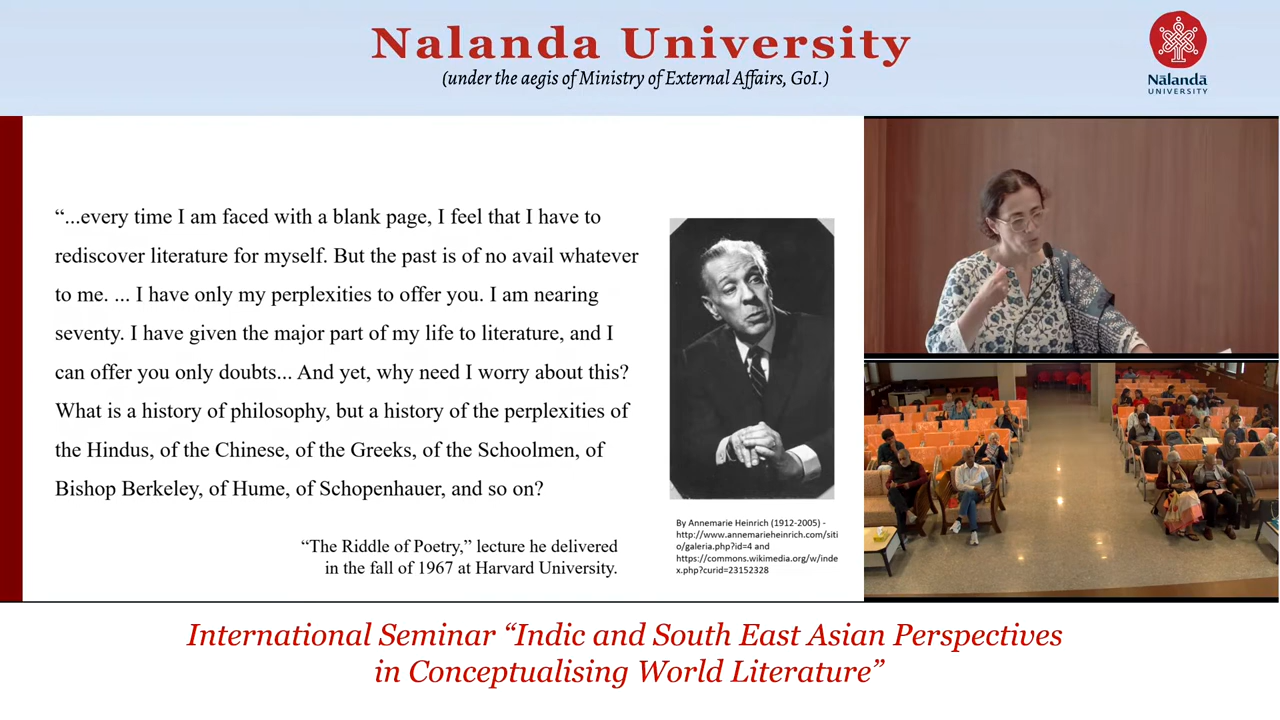 Nalanda University
(under the aegis of Ministry of External Affairs, GoI.)
Nālandā
UNIVERSITY
“...every time I am faced with a blank page, I feel that I have to
rediscover literature for myself. But the past is of no avail whatever
to me. ... I have only my perplexities to offer you. I am nearing
seventy. I have given the major part of my life to literature, and I
can offer you only doubts... And yet, why need I worry about this?
What is a history of philosophy, but a history of the perplexities of
the Hindus, of the Chinese, of the Greeks, of the Schoolmen, of
Bishop Berkeley, of Hume, of Schopenhauer, and so on?
“The Riddle of Poetry,” lecture he delivered
in the fall of 1967 at Harvard University.
By Annemarie Heinrich (1912-2005) -
http://www.annemarieheinrich.com/siti
o/galeria.php?id=4 and
https://commons.wikimedia.org/w/inde
x.php?curid=23152328
International Seminar “Indic and South East Asian Perspectives
in Conceptualising World Literature”